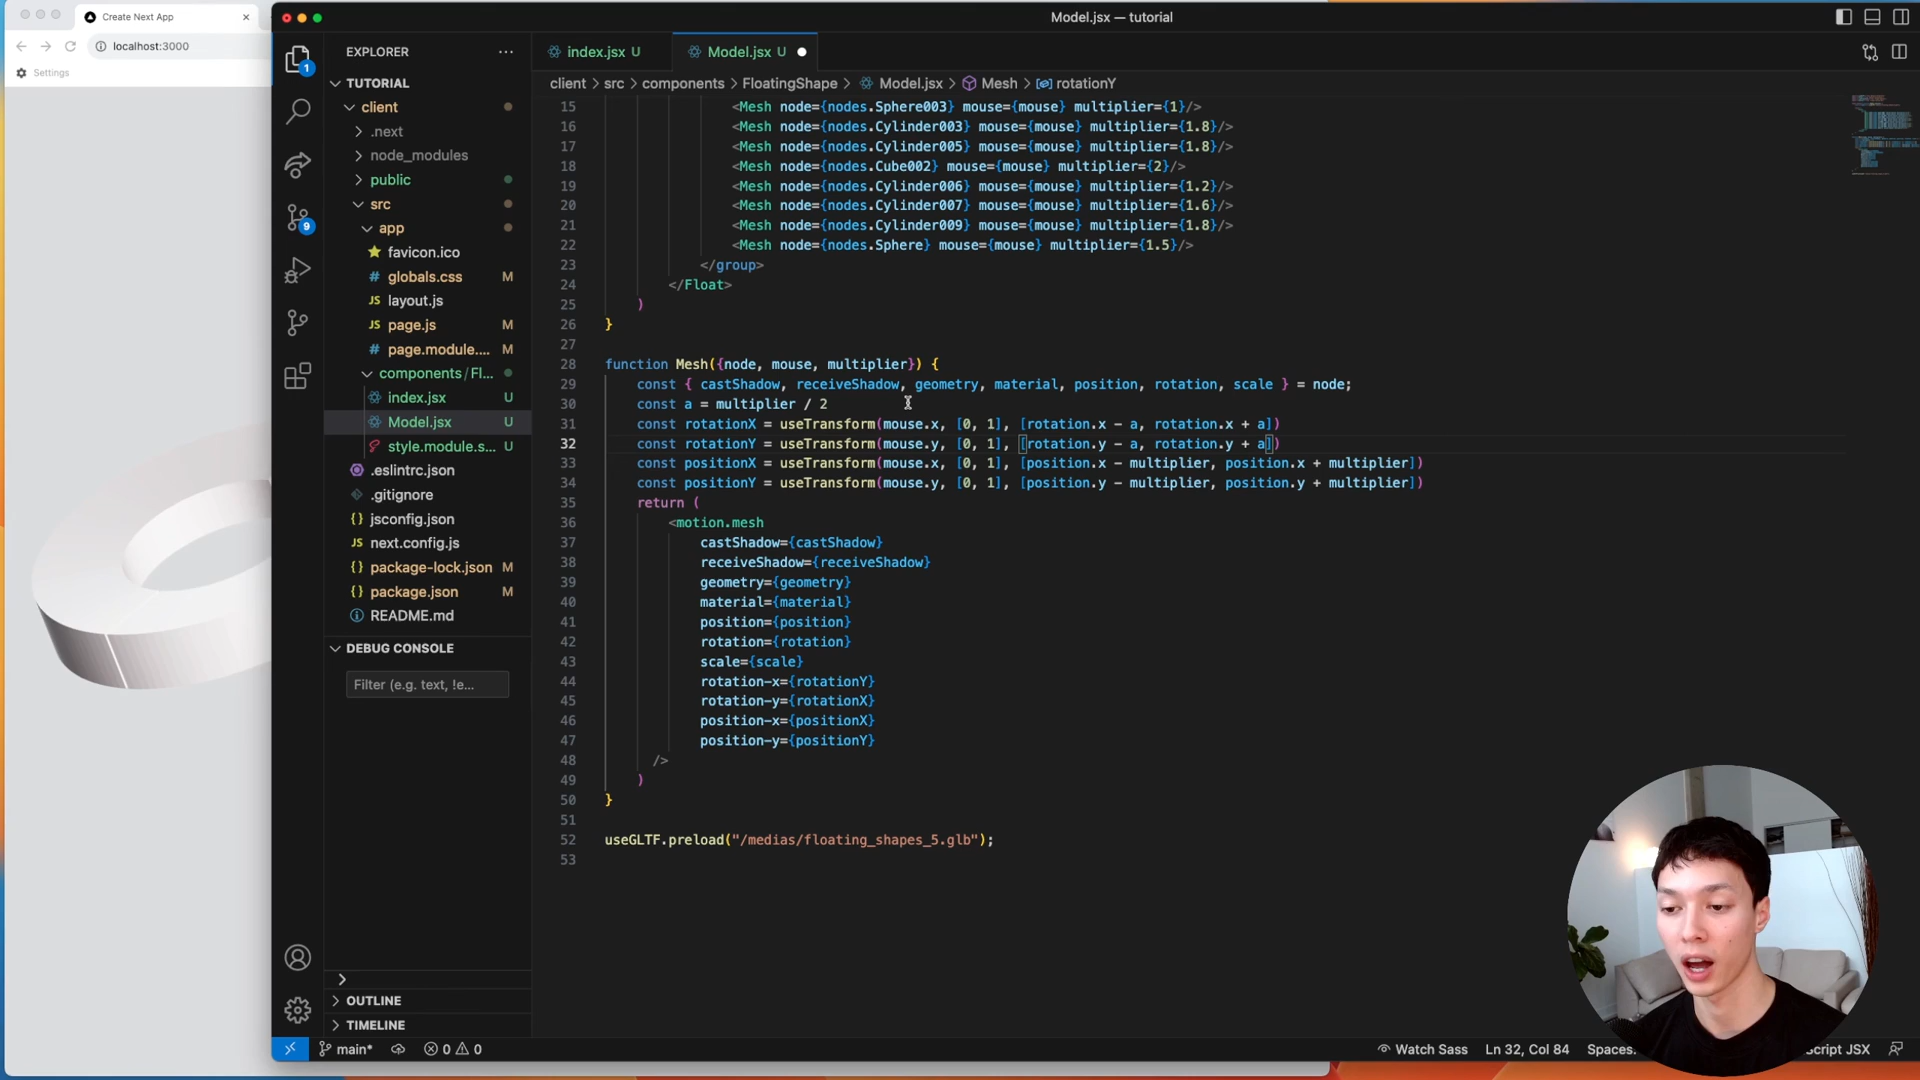 Create Next App
localhost:3000
Settings
Model.jsx — tutorial
EXPLORER
TUTORIAL
client
.next
node_modules
public
src
app
favicon.ico
globals.css M
layout.js
page.js M
page.module.... M
components/Fl...
index.jsx U
Model.jsx U
style.module.s... U
.eslintrc.json
.gitignore
jsconfig.json
next.config.js
package-lock.json M
package.json M
README.md
DEBUG CONSOLE
Filter (e.g. text, !e...
OUTLINE
TIMELINE
1
9
index.jsx U
Model.jsx U
client > src > components > FloatingShape > Model.jsx > Mesh > rotationY
15 <Mesh node={nodes.Sphere003} mouse={mouse} multiplier={1}/>
16 <Mesh node={nodes.Cylinder003} mouse={mouse} multiplier={1.8}/>
17 <Mesh node={nodes.Cylinder005} mouse={mouse} multiplier={1.8}/>
18 <Mesh node={nodes.Cube002} mouse={mouse} multiplier={2}/>
19 <Mesh node={nodes.Cylinder006} mouse={mouse} multiplier={1.2}/>
20 <Mesh node={nodes.Cylinder007} mouse={mouse} multiplier={1.6}/>
21 <Mesh node={nodes.Cylinder009} mouse={mouse} multiplier={1.8}/>
22 <Mesh node={nodes.Sphere} mouse={mouse} multiplier={1.5}/>
23 </group>
24 </Float>
25 )
26 }
27
28 function Mesh({node, mouse, multiplier}) {
29 const { castShadow, receiveShadow, geometry, material, position, rotation, scale } = node;
30 const a = multiplier / 2
31 const rotationX = useTransform(mouse.x, [0, 1], [rotation.x - a, rotation.x + a])
32 const rotationY = useTransform(mouse.y, [0, 1], [rotation.y - a, rotation.y + a])
33 const positionX = useTransform(mouse.x, [0, 1], [position.x - multiplier, position.x + multiplier])
34 const positionY = useTransform(mouse.y, [0, 1], [position.y - multiplier, position.y + multiplier])
35 return (
36 <motion.mesh
37 castShadow={castShadow}
38 receiveShadow={receiveShadow}
39 geometry={geometry}
40 material={material}
41 position={position}
42 rotation={rotation}
43 scale={scale}
44 rotation-x={rotationY}
45 rotation-y={rotationX}
46 position-x={positionX}
47 position-y={positionY}
48 />
49 )
50 }
51
52 useGLTF.preload("/medias/floating_shapes_5.glb");
53
main* 0 0 Watch Sass Ln 32, Col 84 Spaces: cript JSX